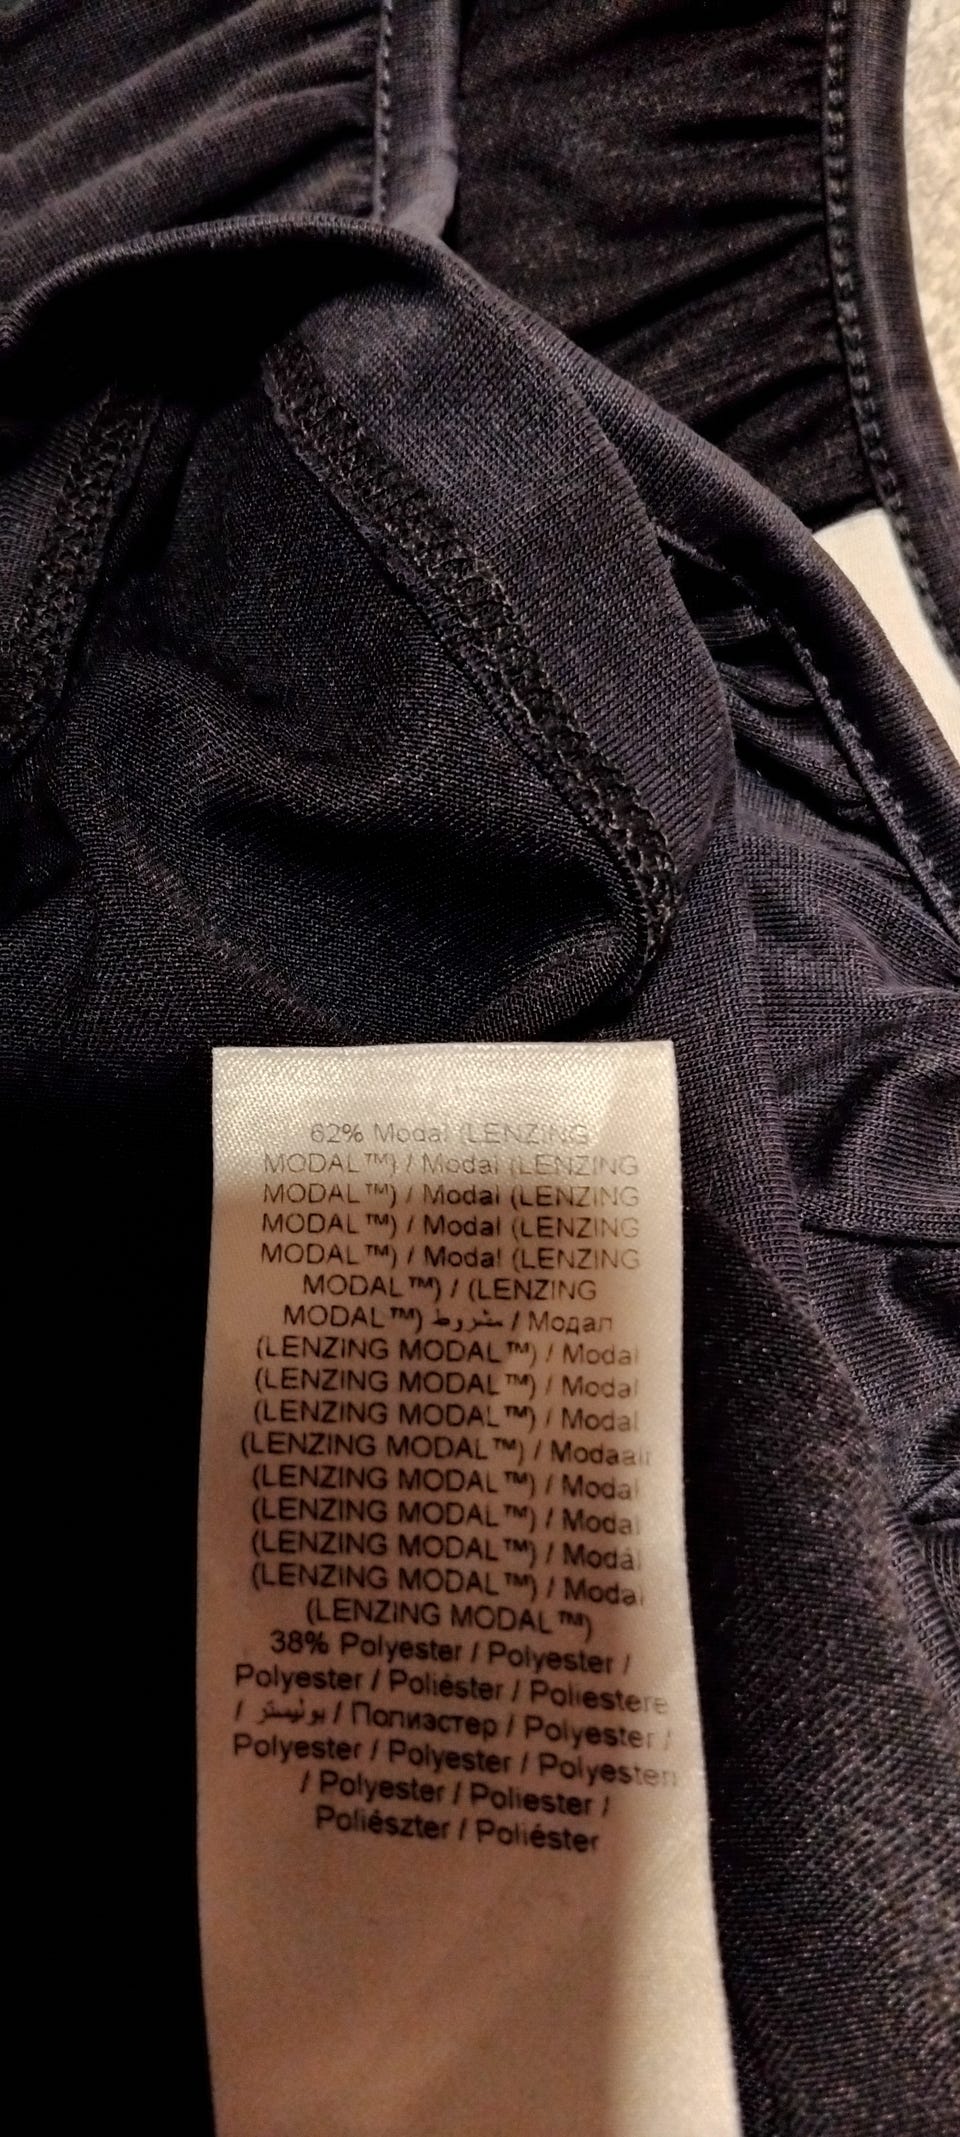 62% Modal (LENZING
MODAL™) / Modal (LENZING
MODAL™) / Modal (LENZING
MODAL™) / Modal (LENZING
MODAL™) / Modal (LENZING
MODAL™) / (LENZING
MODAL™) مشروط / Модал
(LENZING MODAL™) / Modal
(LENZING MODAL™) / Modal
(LENZING MODAL™) / Modal
(LENZING MODAL™) / Modaali
(LENZING MODAL™) / Modal
(LENZING MODAL™) / Modal
(LENZING MODAL™) / Modál
(LENZING MODAL™) / Modal
(LENZING MODAL™)
38% Polyester / Polyester /
Polyester / Poliéster / Poliestere
/ بوليستر / Полиэстер / Polyester /
Polyester / Polyester / Polyesteri
/ Polyester / Poliester /
Poliészter / Poliéster